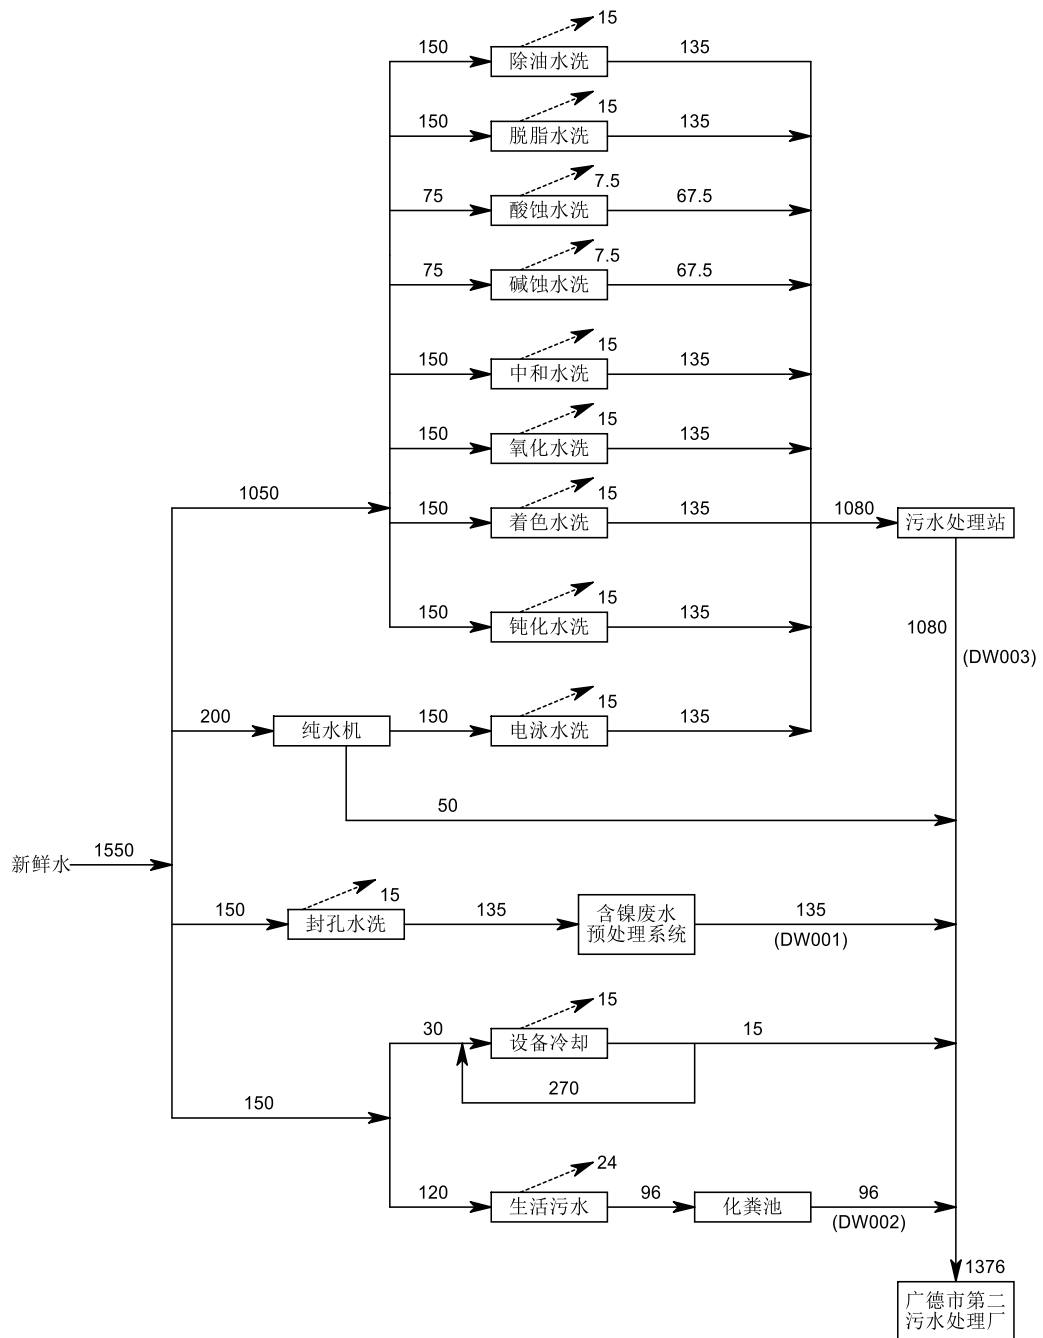 15
150
除油水洗
135
15
150
脱脂水洗
135
7.5
75
酸蚀水洗
67.5
7.5
75
碱蚀水洗
67.5
15
150
中和水洗
135
15
150
氧化水洗
135
1050
15
150
着色水洗
135
1080
污水处理站
15
150
钝化水洗
135
1080
(DW003)
200
纯水机
150
15
电泳水洗
135
50
新鲜水
1550
150
15
封孔水洗
135
含镍废水
预处理系统
135
(DW001)
15
30
设备冷却
15
270
150
24
120
生活污水
96
化粪池
96
(DW002)
1376
广德市第二
污水处理厂